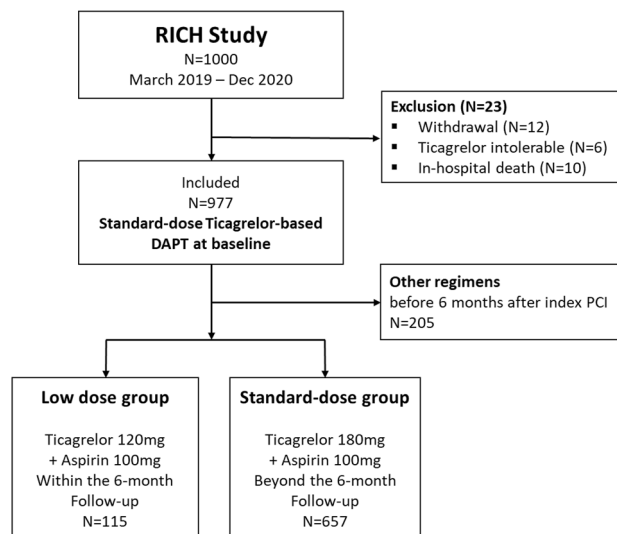 RICH Study
N=1000
March 2019 – Dec 2020
Exclusion (N=23)
▪ Withdrawal (N=12)
▪ Ticagrelor intolerable (N=6)
▪ In-hospital death (N=10)
Included
N=977
Standard-dose Ticagrelor-based
DAPT at baseline
Other regimens
before 6 months after index PCI
N=205
Low dose group
Ticagrelor 120mg
+ Aspirin 100mg
Within the 6-month
Follow-up
N=115
Standard-dose group
Ticagrelor 180mg
+ Aspirin 100mg
Beyond the 6-month
Follow-up
N=657